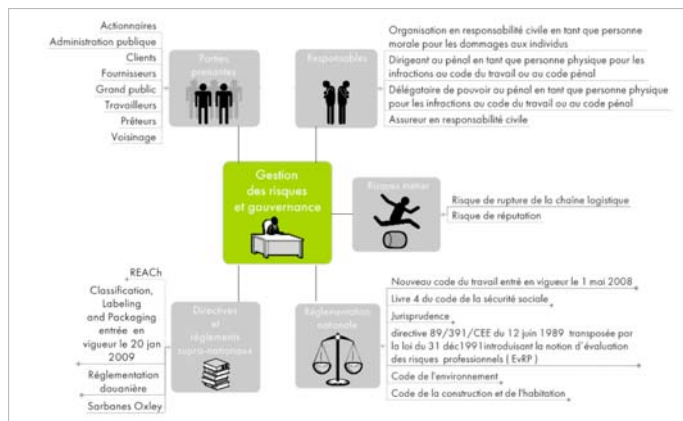 Actionnaires
Administration publique
Clients
Fournisseurs
Grand public
Travailleurs
Prêteurs
Voisinage
Parties
prenantes
Responsables
Organisation en responsabilité civile en tant que personne
morale pour les dommages aux individus
Dirigeant au pénal en tant que personne physique pour les
infractions au code du travail ou au code pénal
Délégataire de pouvoir au pénal en tant que personne physique
pour les infractions au code du travail ou au code pénal
Assureur en responsabilité civile
Gestion
des risques
et gouvernance
Risques métier
Risque de rupture de la chaîne logistique
Risque de réputation
REACh
Classification,
Labeling
and Packaging
entrée en
vigueur le 20 jan
2009
Réglementation
douanière
Sarbanes Oxley
Directives
et
réglements
supra-nationaux
Réglementation
nationale
Nouveau code du travail entré en vigueur le 1 mai 2008
Livre 4 du code de la sécurité sociale
Jurisprudence
directive 89/391/CEE du 12 juin 1989 transposée par
la loi du 31 déc1991introduisant la notion d'évaluation
des risques professionnels ( EvRP )
Code de l'environnement
Code de la construction et de l'habitation